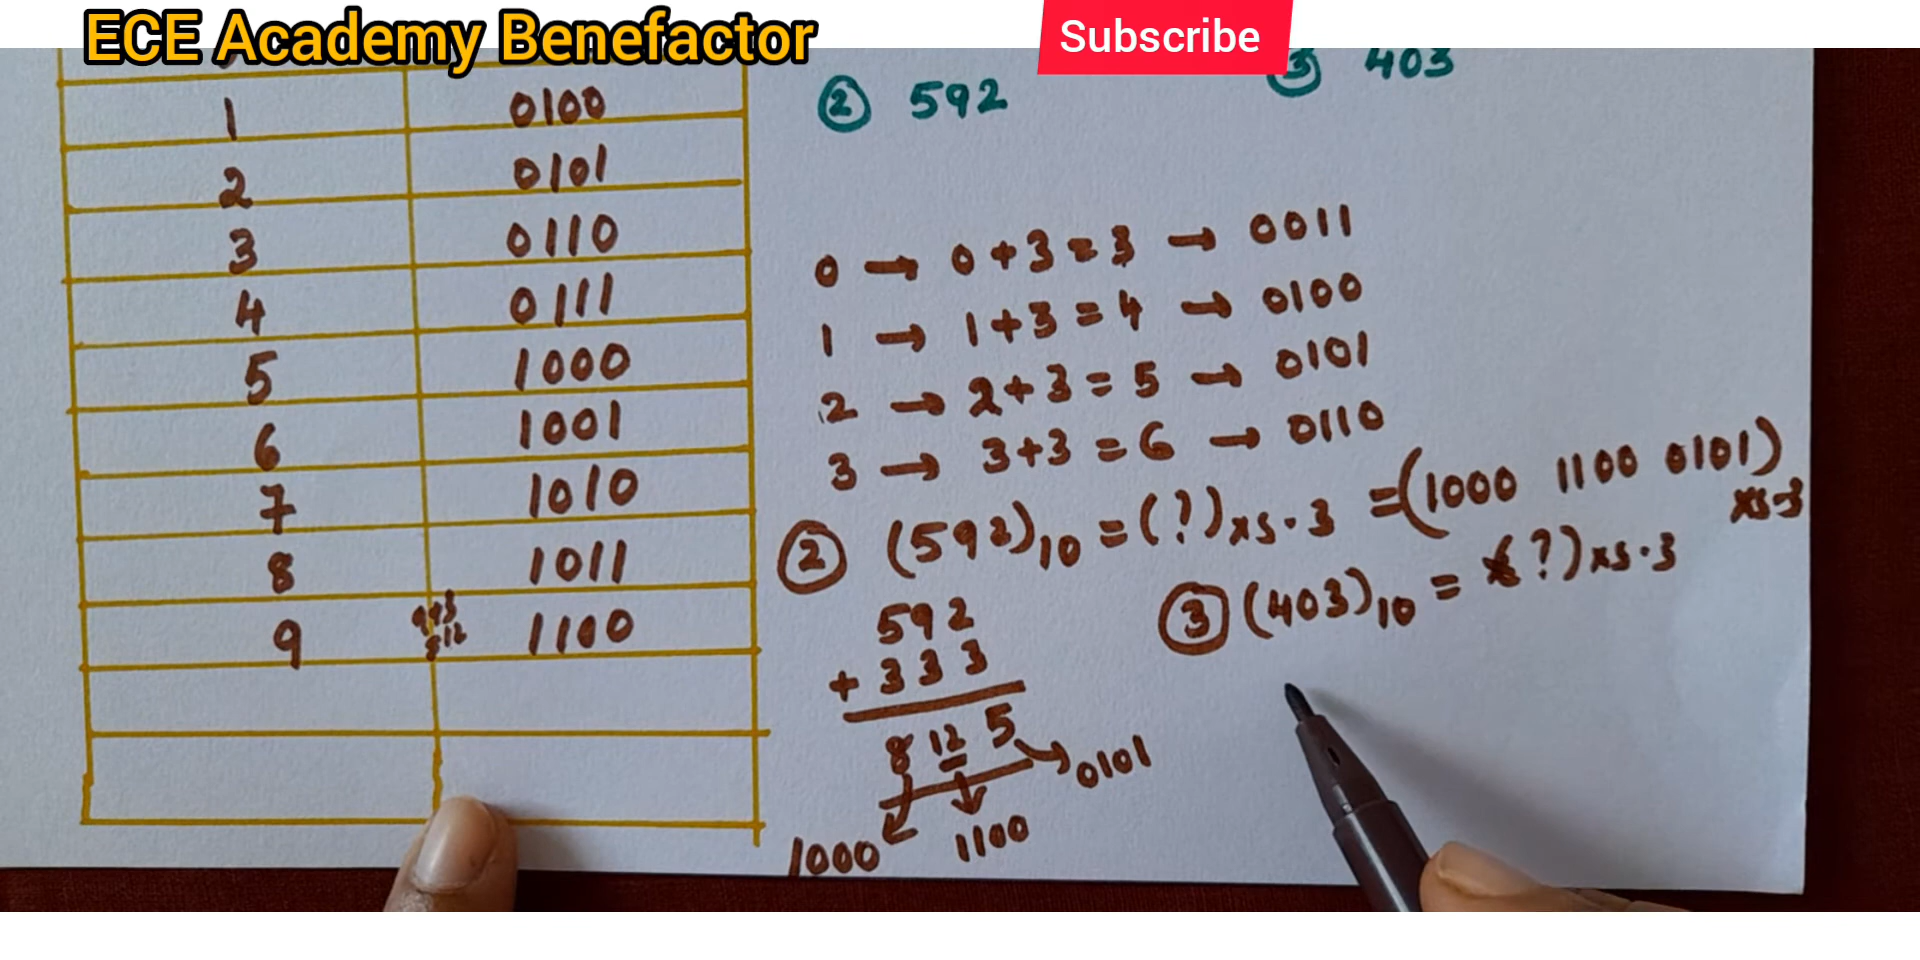 ECE Academy Benefactor
Subscribe
1 0100
2 0101
3 0110
4 0111
5 1000
6 1001
7 1010
8 1011
9 9+3 =12 1100
② 592
③ 403
0 → 0+3=3 → 0011
1 → 1+3=4 → 0100
2 → 2+3=5 → 0101
3 → 3+3=6 → 0110
② (592)10 = (?)xs-3 = (1000 1100 0101)xs-3
592
+ 333
8 12 5
0101
1000 1100
③ (403)10 = (?)xs-3